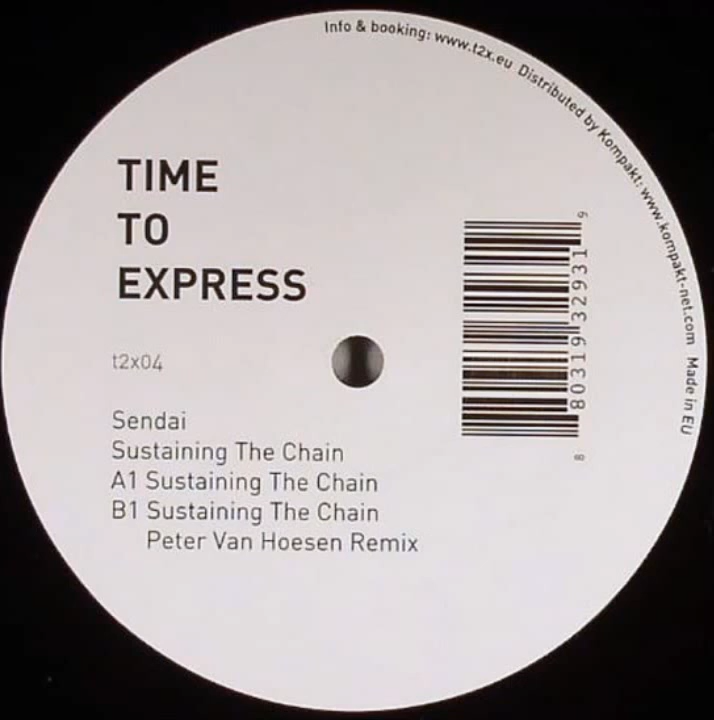 Info & booking: www.t2x.eu Distributed by Kompakt: www.kompakt-net.com Made in EU
TIME
TO
EXPRESS
t2x04
Sendai
Sustaining The Chain
A1 Sustaining The Chain
B1 Sustaining The Chain
Peter Van Hoesen Remix
8 80319 32931 9